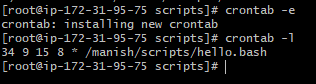 [root@ip-172-31-95-75 scripts]# crontab -e
crontab: installing new crontab
[root@ip-172-31-95-75 scripts]# crontab -l
34 9 15 8 * /manish/scripts/hello.bash
[root@ip-172-31-95-75 scripts]#